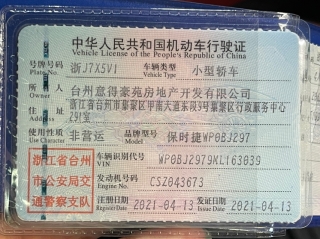 中华人民共和国机动车行驶证
Vehicle License of the People's Republic of China
号牌号码 浙J7X5V1 车辆类型 小型轿车
Plate No. Vehicle Type
所有人 台州意得豪苑房地产开发有限公司
Owner
住址 浙江省台州市集聚区甲南大道东段9号集聚区行政服务中心
Address 291室
使用性质 非营运 品牌型号 保时捷WP0BJ297
Use Character Model
浙江省台州 车辆识别代号 WP0BJ2979KL163039
VIN
市公安局交 发动机号码 CSZ043673
Engine No.
通警察支队 注册日期 2021-04-13 发证日期 2021-04-13
Register Date Issue Date